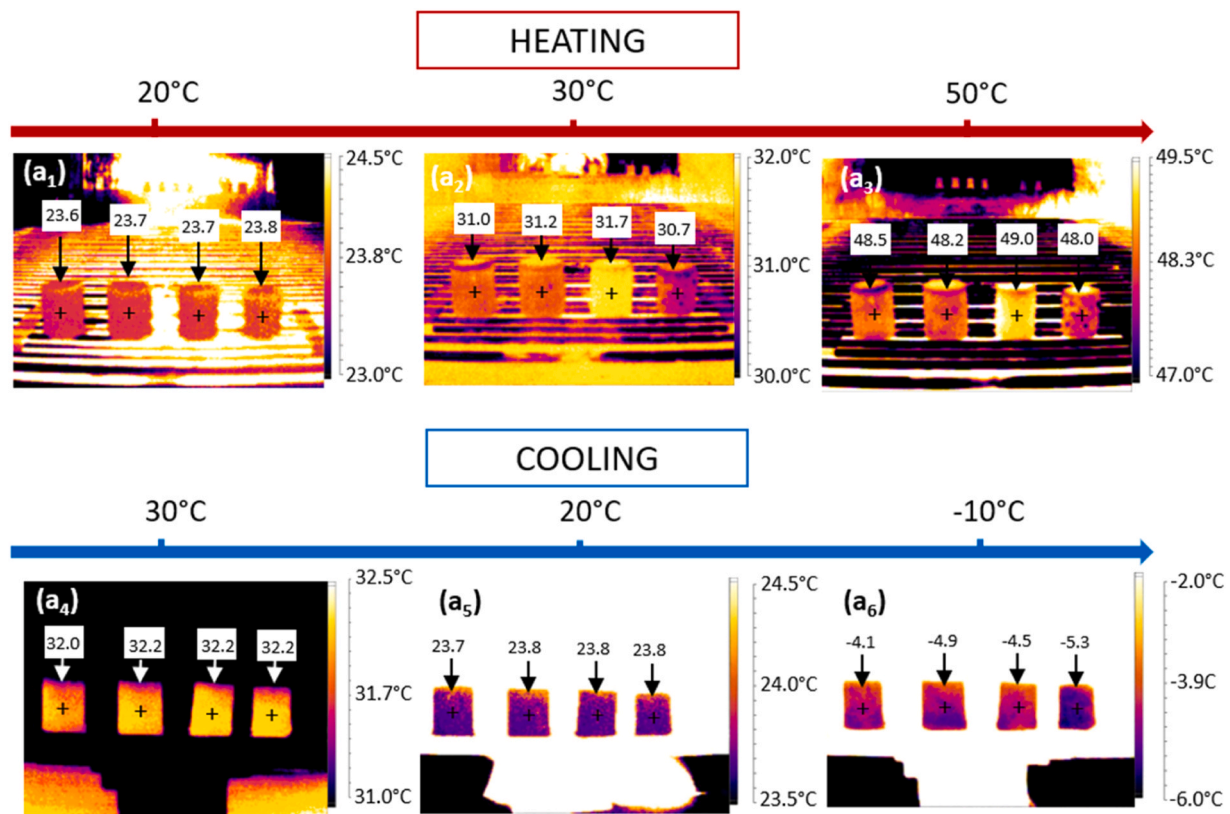 HEATING
20°C 30°C 50°C
(a1) 24.5°C (a2) 32.0°C (a3) 49.5°C
23.6 23.7 23.7 23.8 31.0 31.2 31.7 30.7 48.5 48.2 49.0 48.0
23.8°C 31.0°C 48.3°C
23.0°C 30.0°C 47.0°C
COOLING
30°C 20°C -10°C
(a4) 32.5°C (a5) 24.5°C (a6) -2.0°C
32.0 32.2 32.2 32.2 23.7 23.8 23.8 23.8 -4.1 -4.9 -4.5 -5.3
31.7°C 24.0°C -3.9C
31.0°C 23.5°C -6.0°C